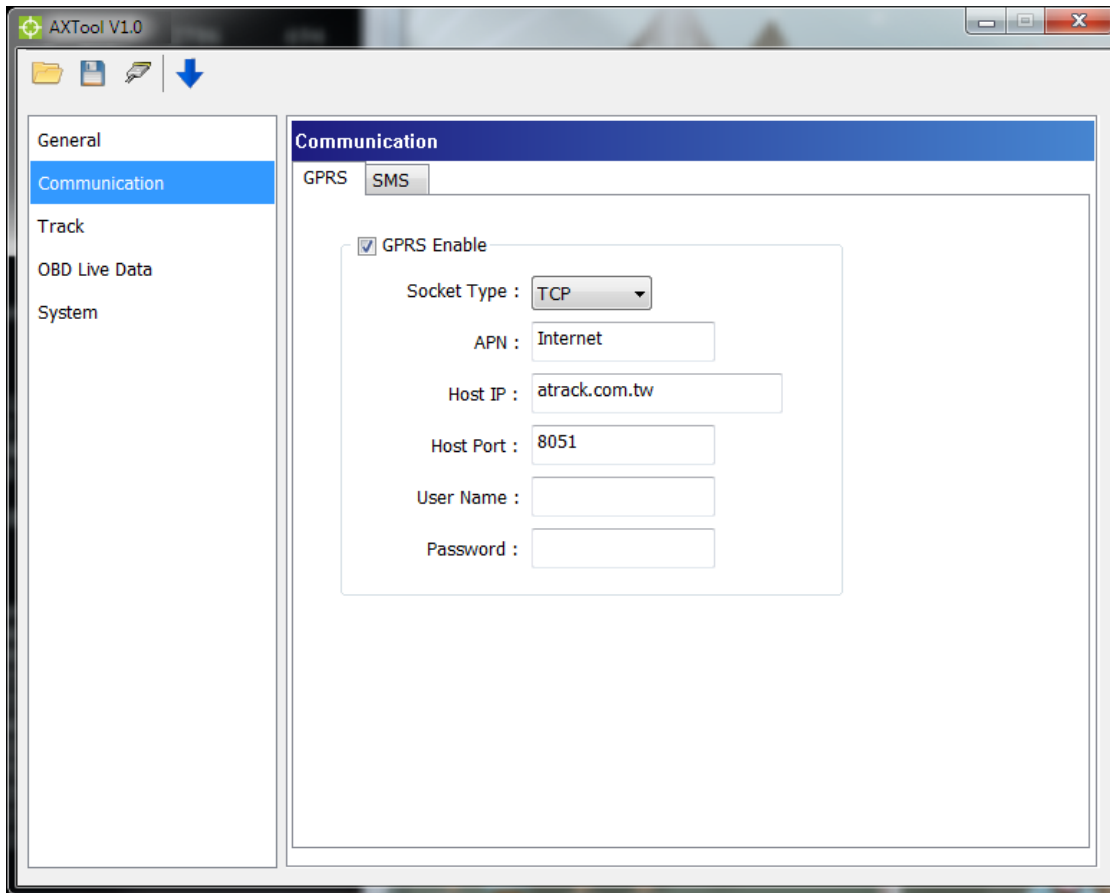 AXTool V1.0
General
Communication
Track
OBD Live Data
System
Communication
GPRS
SMS
GPRS Enable
Socket Type : TCP
APN : Internet
Host IP : atrack.com.tw
Host Port : 8051
User Name :
Password :